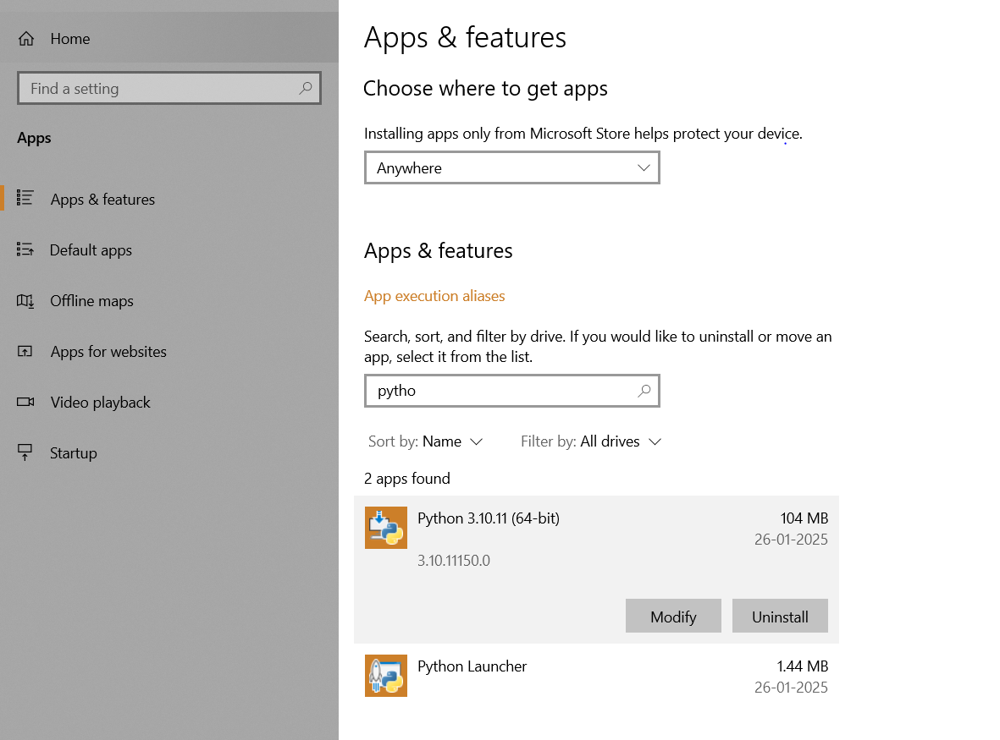 Home
Find a setting
Apps
Apps & features
Default apps
Offline maps
Apps for websites
Video playback
Startup
Apps & features
Choose where to get apps
Installing apps only from Microsoft Store helps protect your device.
Anywhere
Apps & features
App execution aliases
Search, sort, and filter by drive. If you would like to uninstall or move an
app, select it from the list.
pytho
Sort by: Name Filter by: All drives
2 apps found
Python 3.10.11 (64-bit) 104 MB
26-01-2025
3.10.11150.0
Modify Uninstall
Python Launcher 1.44 MB
26-01-2025